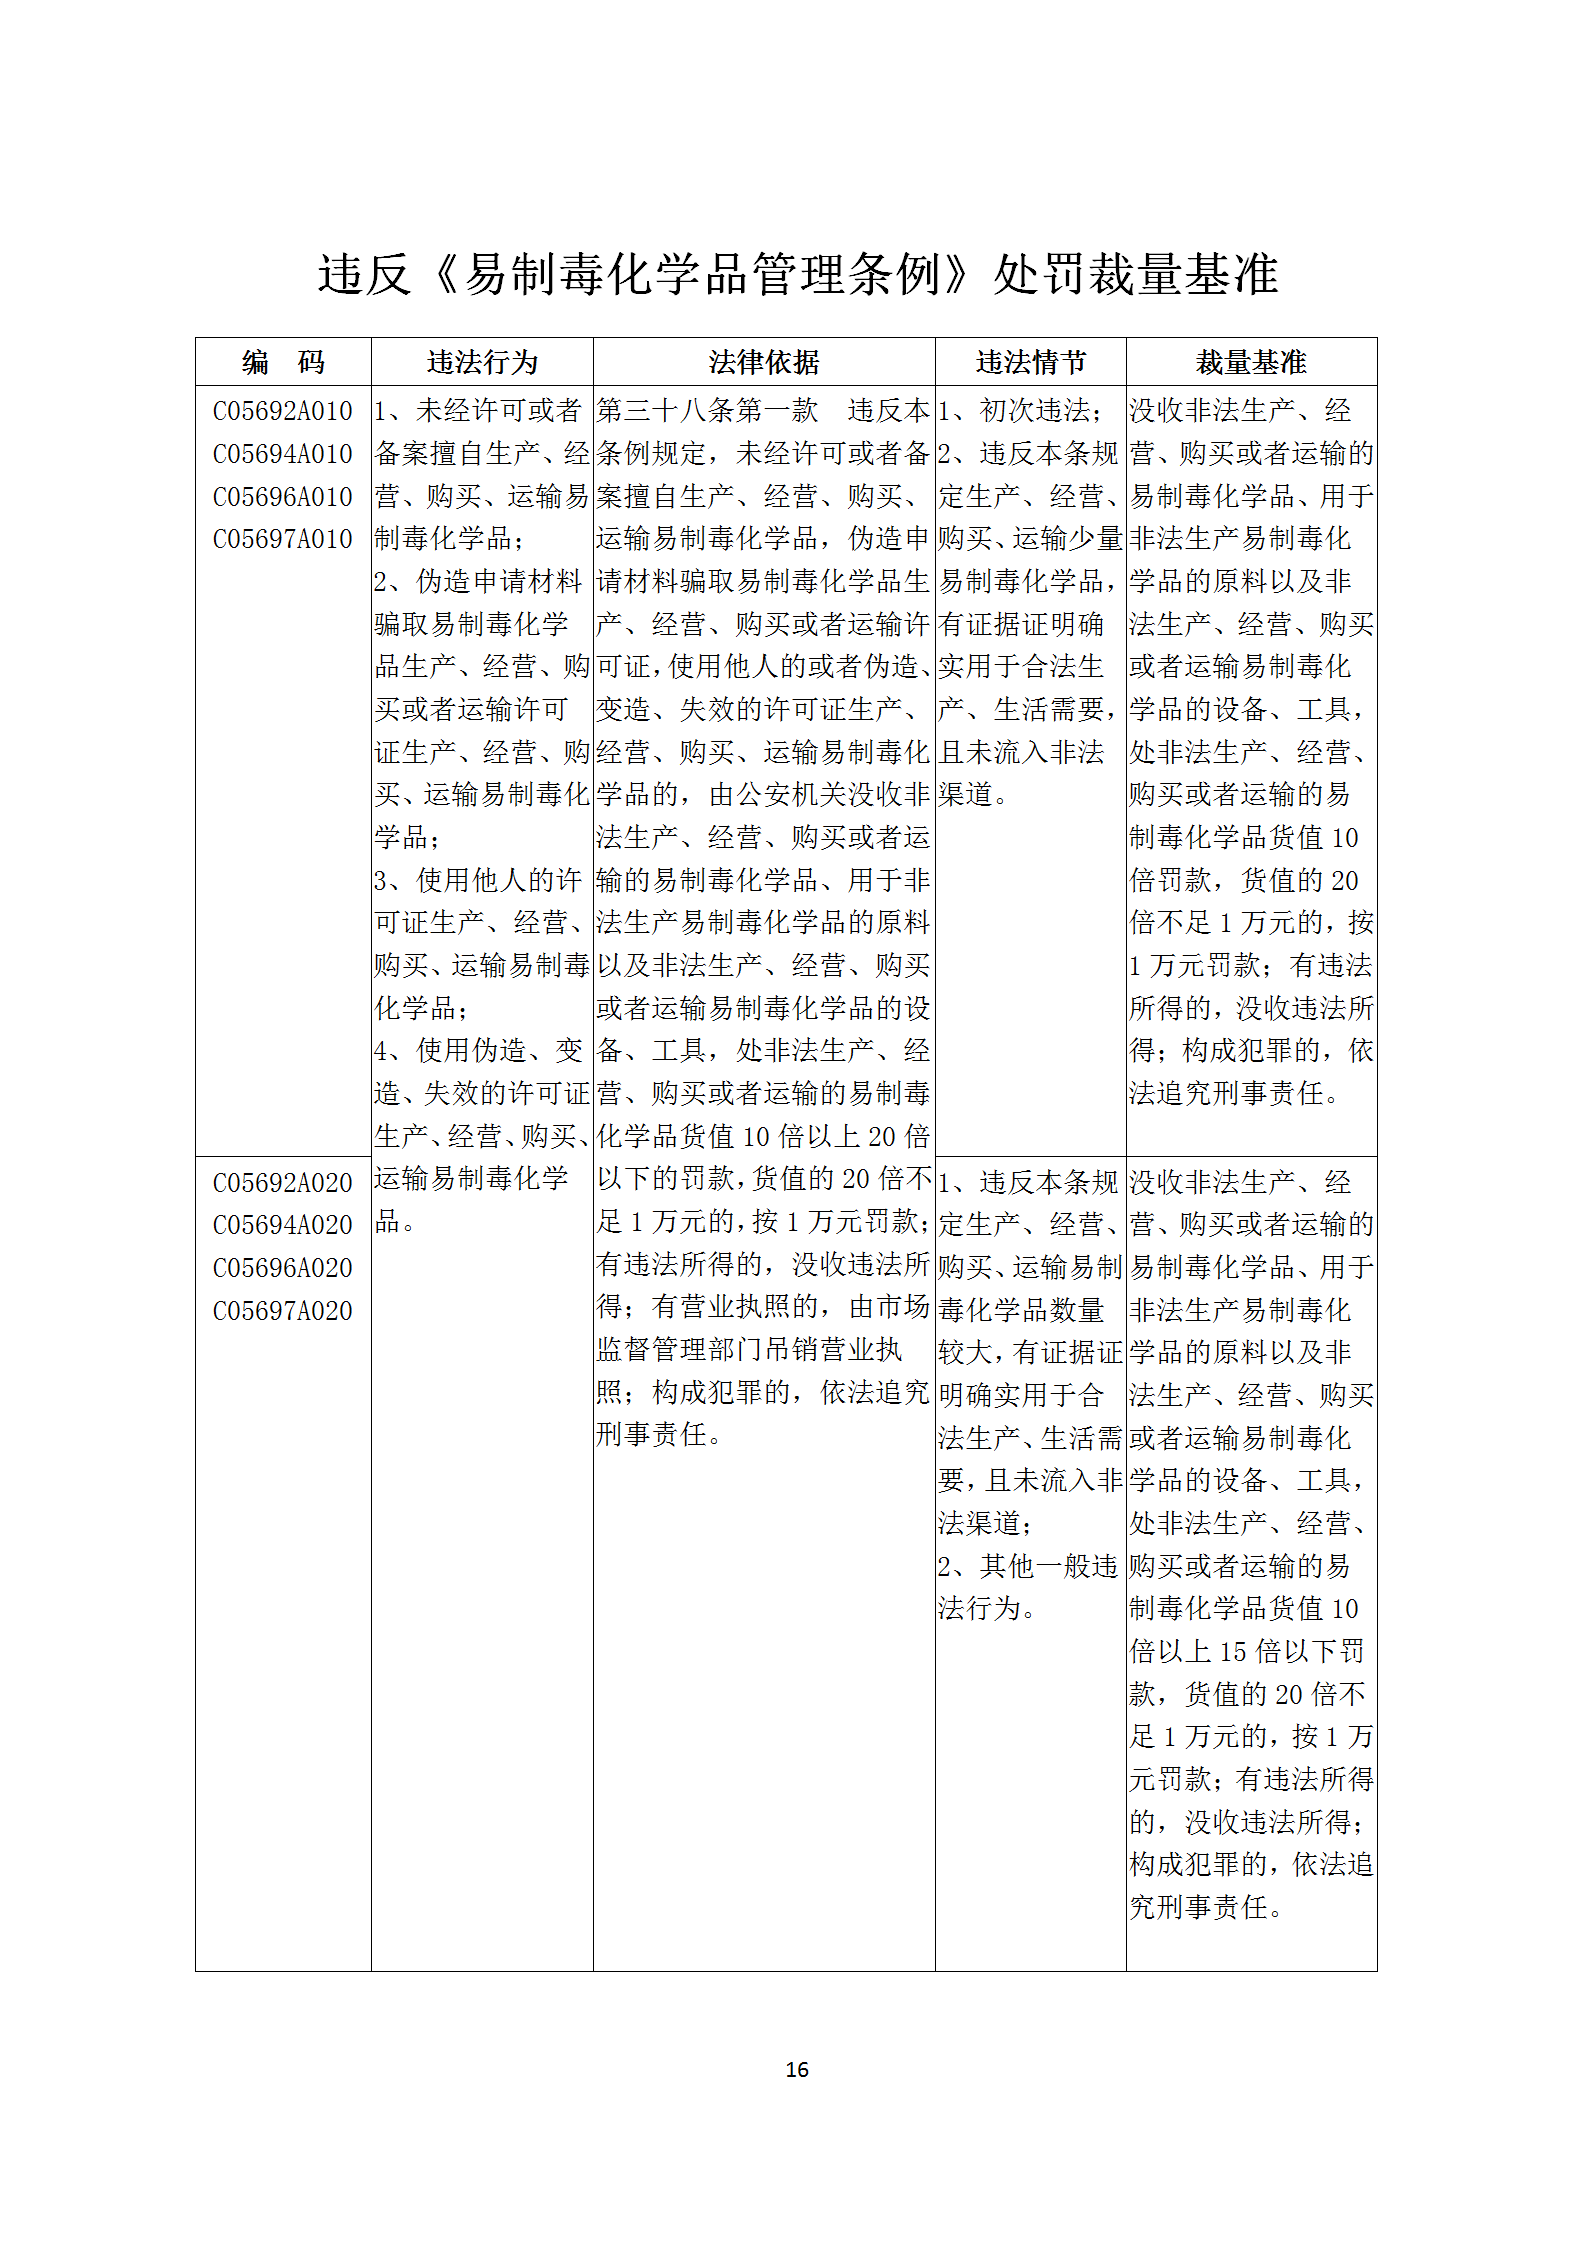 违反《易制毒化学品管理条例》处罚裁量基准
编　码
违法行为
法律依据
违法情节
裁量基准
C05692A010
C05694A010
C05696A010
C05697A010
1、未经许可或者
备案擅自生产、经
营、购买、运输易
制毒化学品；
2、伪造申请材料
骗取易制毒化学
品生产、经营、购
买或者运输许可
证生产、经营、购
买、运输易制毒化
学品；
3、使用他人的许
可证生产、经营、
购买、运输易制毒
化学品；
4、使用伪造、变
造、失效的许可证
生产、经营、购买、
运输易制毒化学
品。
第三十八条第一款　违反本
条例规定，未经许可或者备
案擅自生产、经营、购买、
运输易制毒化学品，伪造申
请材料骗取易制毒化学品生
产、经营、购买或者运输许
可证，使用他人的或者伪造、
变造、失效的许可证生产、
经营、购买、运输易制毒化
学品的，由公安机关没收非
法生产、经营、购买或者运
输的易制毒化学品、用于非
法生产易制毒化学品的原料
以及非法生产、经营、购买
或者运输易制毒化学品的设
备、工具，处非法生产、经
营、购买或者运输的易制毒
化学品货值 10 倍以上 20 倍
以下的罚款，货值的 20 倍不
足 1 万元的，按 1 万元罚款；
有违法所得的，没收违法所
得；有营业执照的，由市场
监督管理部门吊销营业执
照；构成犯罪的，依法追究
刑事责任。
1、初次违法；
2、违反本条规
定生产、经营、
购买、运输少量
易制毒化学品，
有证据证明确
实用于合法生
产、生活需要，
且未流入非法
渠道。
没收非法生产、经
营、购买或者运输的
易制毒化学品、用于
非法生产易制毒化
学品的原料以及非
法生产、经营、购买
或者运输易制毒化
学品的设备、工具，
处非法生产、经营、
购买或者运输的易
制毒化学品货值 10
倍罚款，货值的 20
倍不足 1 万元的，按
1 万元罚款；有违法
所得的，没收违法所
得；构成犯罪的，依
法追究刑事责任。
C05692A020
C05694A020
C05696A020
C05697A020
1、违反本条规
定生产、经营、
购买、运输易制
毒化学品数量
较大，有证据证
明确实用于合
法生产、生活需
要，且未流入非
法渠道；
2、其他一般违
法行为。
没收非法生产、经
营、购买或者运输的
易制毒化学品、用于
非法生产易制毒化
学品的原料以及非
法生产、经营、购买
或者运输易制毒化
学品的设备、工具，
处非法生产、经营、
购买或者运输的易
制毒化学品货值 10
倍以上 15 倍以下罚
款，货值的 20 倍不
足 1 万元的，按 1 万
元罚款；有违法所得
的，没收违法所得；
构成犯罪的，依法追
究刑事责任。
16